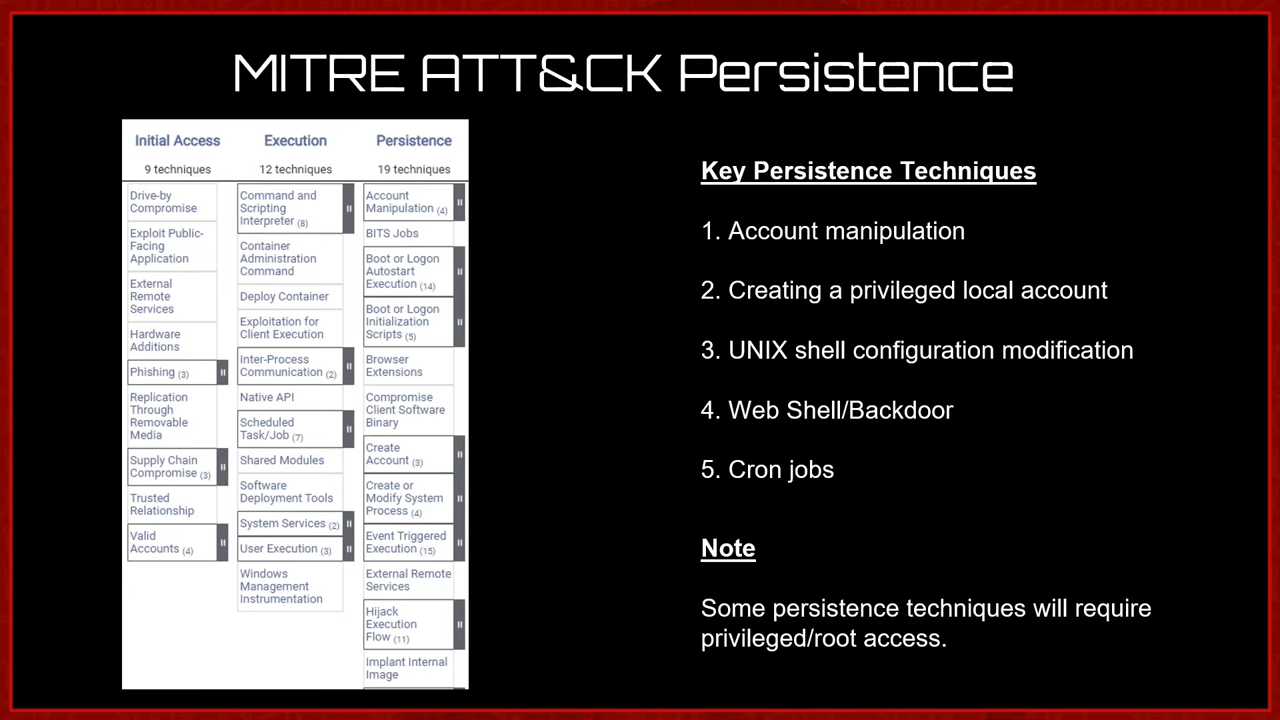 MITRE ATT&CK Persistence
Initial Access
9 techniques
Drive-by
Compromise
Exploit Public-
Facing
Application
External
Remote
Services
Hardware
Additions
Phishing (3)
Replication
Through
Removable
Media
Supply Chain
Compromise (3)
Trusted
Relationship
Valid
Accounts (4)
Execution
12 techniques
Command and
Scripting
Interpreter (8)
Container
Administration
Command
Deploy Container
Exploitation for
Client Execution
Inter-Process
Communication (2)
Native API
Scheduled
Task/Job (7)
Shared Modules
Software
Deployment Tools
System Services (2)
User Execution (3)
Windows
Management
Instrumentation
Persistence
19 techniques
Account
Manipulation (4)
BITS Jobs
Boot or Logon
Autostart
Execution (14)
Boot or Logon
Initialization
Scripts (5)
Browser
Extensions
Compromise
Client Software
Binary
Create
Account (3)
Create or
Modify System
Process (4)
Event Triggered
Execution (15)
External Remote
Services
Hijack
Execution
Flow (11)
Implant Internal
Image
Key Persistence Techniques
1. Account manipulation
2. Creating a privileged local account
3. UNIX shell configuration modification
4. Web Shell/Backdoor
5. Cron jobs
Note
Some persistence techniques will require
privileged/root access.